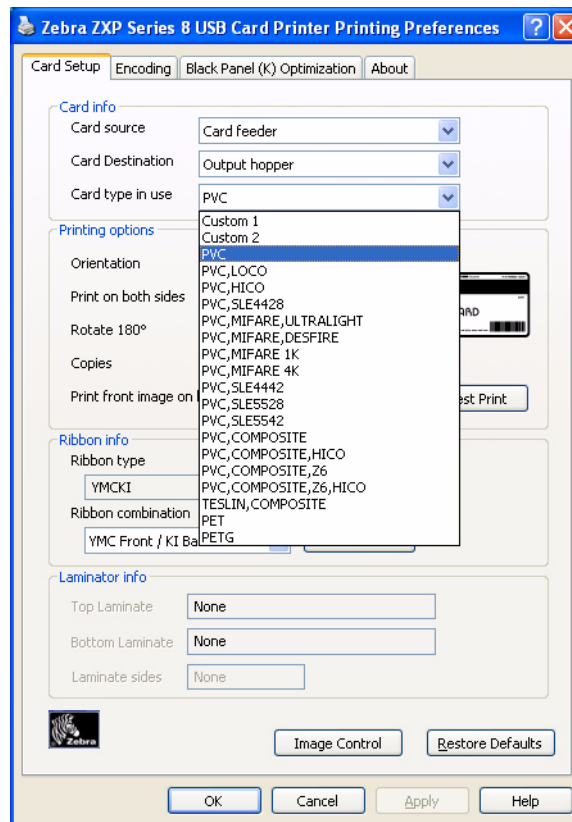 Zebra ZXP Series 8 USB Card Printer Printing Preferences
Card Setup Encoding Black Panel (K) Optimization About
Card info
Card source Card feeder
Card Destination Output hopper
Card type in use PVC
Custom 1
Custom 2
PVC
PVC,LOCO
PVC,HICO
PVC,SLE4428
PVC,MIFARE,ULTRALIGHT
PVC,MIFARE,DESFIRE
PVC,MIFARE 1K
PVC,MIFARE 4K
PVC,SLE4442
PVC,SLE5528
PVC,SLE5542
PVC,COMPOSITE
PVC,COMPOSITE,HICO
PVC,COMPOSITE,Z6
PVC,COMPOSITE,Z6,HICO
TESLIN,COMPOSITE
PET
PETG
Printing options
Orientation
Print on both sides
ARD
Rotate 180°
Copies
Print front image on
est Print
Ribbon info
Ribbon type
YMCKI
Ribbon combination
YMC Front / KI Ba
Laminator info
Top Laminate None
Bottom Laminate None
Laminate sides None
Zebra
Image Control Restore Defaults
OK Cancel Apply Help